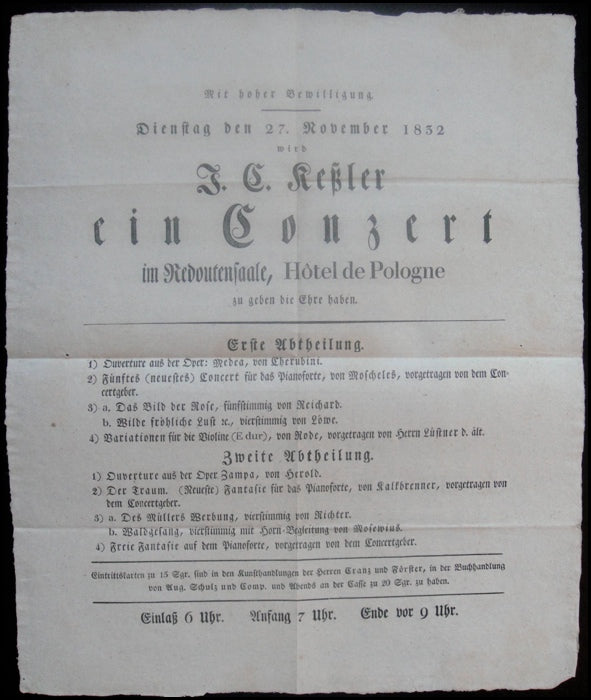 Mit hoher Bewilligung.
Dienstag den 27. November 1832
wird
J. C. Keßler
ein Conzert
im Redoutensaale, Hôtel de Pologne
zu geben die Ehre haben.
Erste Abtheilung.
1) Ouverture aus der Oper: Medea, von Cherubini.
2) Fünftes (neuestes) Concert für das Pianoforte, von Moscheles, vorgetragen von dem Con-
certgeber.
3) a. Das Bild der Rose, fünfstimmig von Reichard.
b. Wilde fröhliche Lust ꝛc., vierstimmig von Löwe.
4) Variationen für die Violine (E dur), von Rode, vorgetragen von Herrn Lüstner d. ält.
Zweite Abtheilung.
1) Ouverture aus der Oper Zampa, von Herold.
2) Der Traum. (Neueste) Fantasie für das Pianoforte, von Kalkbrenner, vorgetragen von
dem Concertgeber.
3) a. Des Müllers Werbung, vierstimmig von Richter.
b. Waldgesang, vierstimmig mit Horn-Begleitung von Mosewius.
4) Freie Fantasie auf dem Pianoforte, vorgetragen von dem Concertgeber.
Eintrittskarten zu 15 Sgr. sind in den Kunsthandlungen der Herren Cranz und Förster, in der Buchhandlung
von Aug. Schulz und Comp. und Abends an der Casse zu 20 Sgr. zu haben.
Einlaß 6 Uhr. Anfang 7 Uhr. Ende vor 9 Uhr.